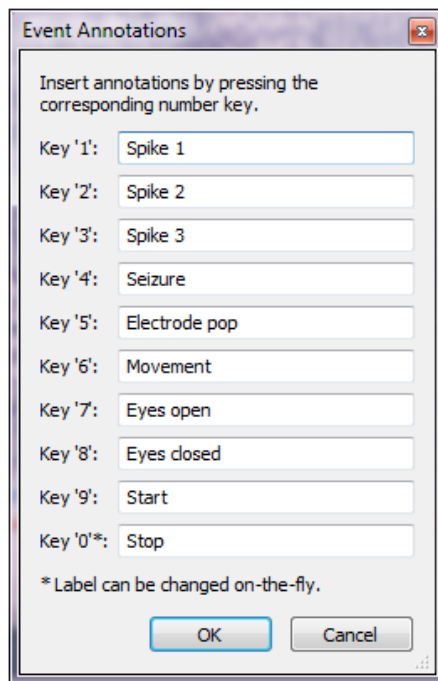 Event Annotations
Insert annotations by pressing the
corresponding number key.
Key '1': Spike 1
Key '2': Spike 2
Key '3': Spike 3
Key '4': Seizure
Key '5': Electrode pop
Key '6': Movement
Key '7': Eyes open
Key '8': Eyes closed
Key '9': Start
Key '0'*: Stop
* Label can be changed on-the-fly.
OK Cancel